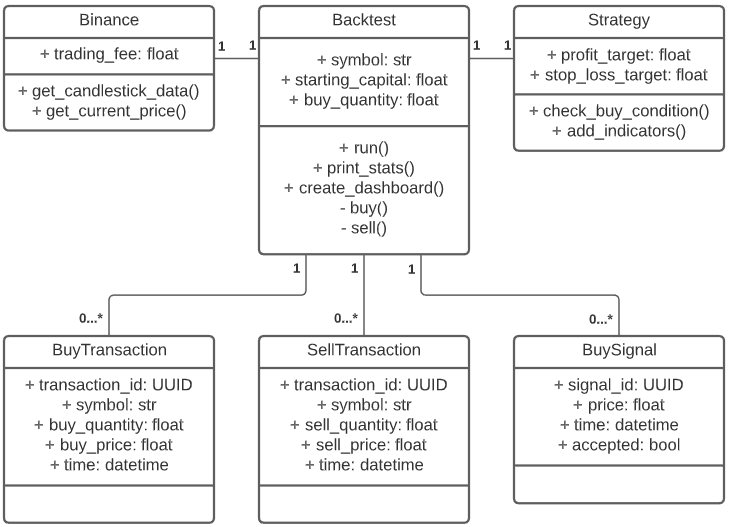 Binance
+ trading_fee: float
+ get_candlestick_data()
+ get_current_price()
1
1
Backtest
+ symbol: str
+ starting_capital: float
+ buy_quantity: float
+ run()
+ print_stats()
+ create_dashboard()
- buy()
- sell()
1
1
Strategy
+ profit_target: float
+ stop_loss_target: float
+ check_buy_condition()
+ add_indicators()
1
1
1
0...*
0...*
0...*
BuyTransaction
+ transaction_id: UUID
+ symbol: str
+ buy_quantity: float
+ buy_price: float
+ time: datetime
SellTransaction
+ transaction_id: UUID
+ symbol: str
+ sell_quantity: float
+ sell_price: float
+ time: datetime
BuySignal
+ signal_id: UUID
+ price: float
+ time: datetime
+ accepted: bool